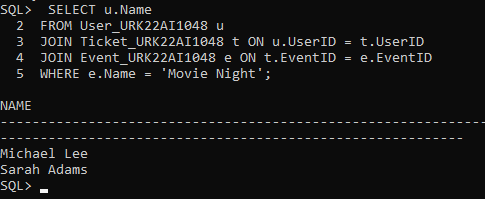 SQL>  SELECT u.Name
  2  FROM User_URK22AI1048 u
  3  JOIN Ticket_URK22AI1048 t ON u.UserID = t.UserID
  4  JOIN Event_URK22AI1048 e ON t.EventID = e.EventID
  5  WHERE e.Name = 'Movie Night';
NAME
--------------------------------------------------------------------------------
----------------------------------------------------------
Michael Lee
Sarah Adams
SQL>